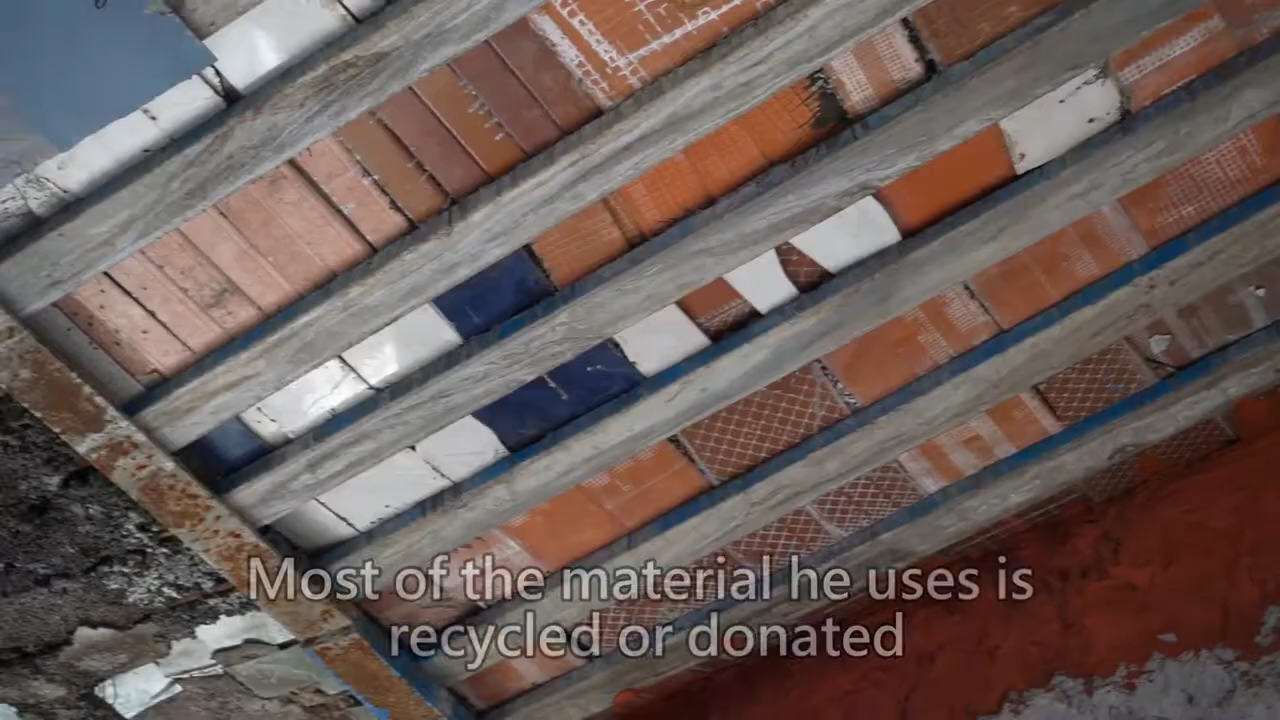 Most of the material he uses is
recycled or donated